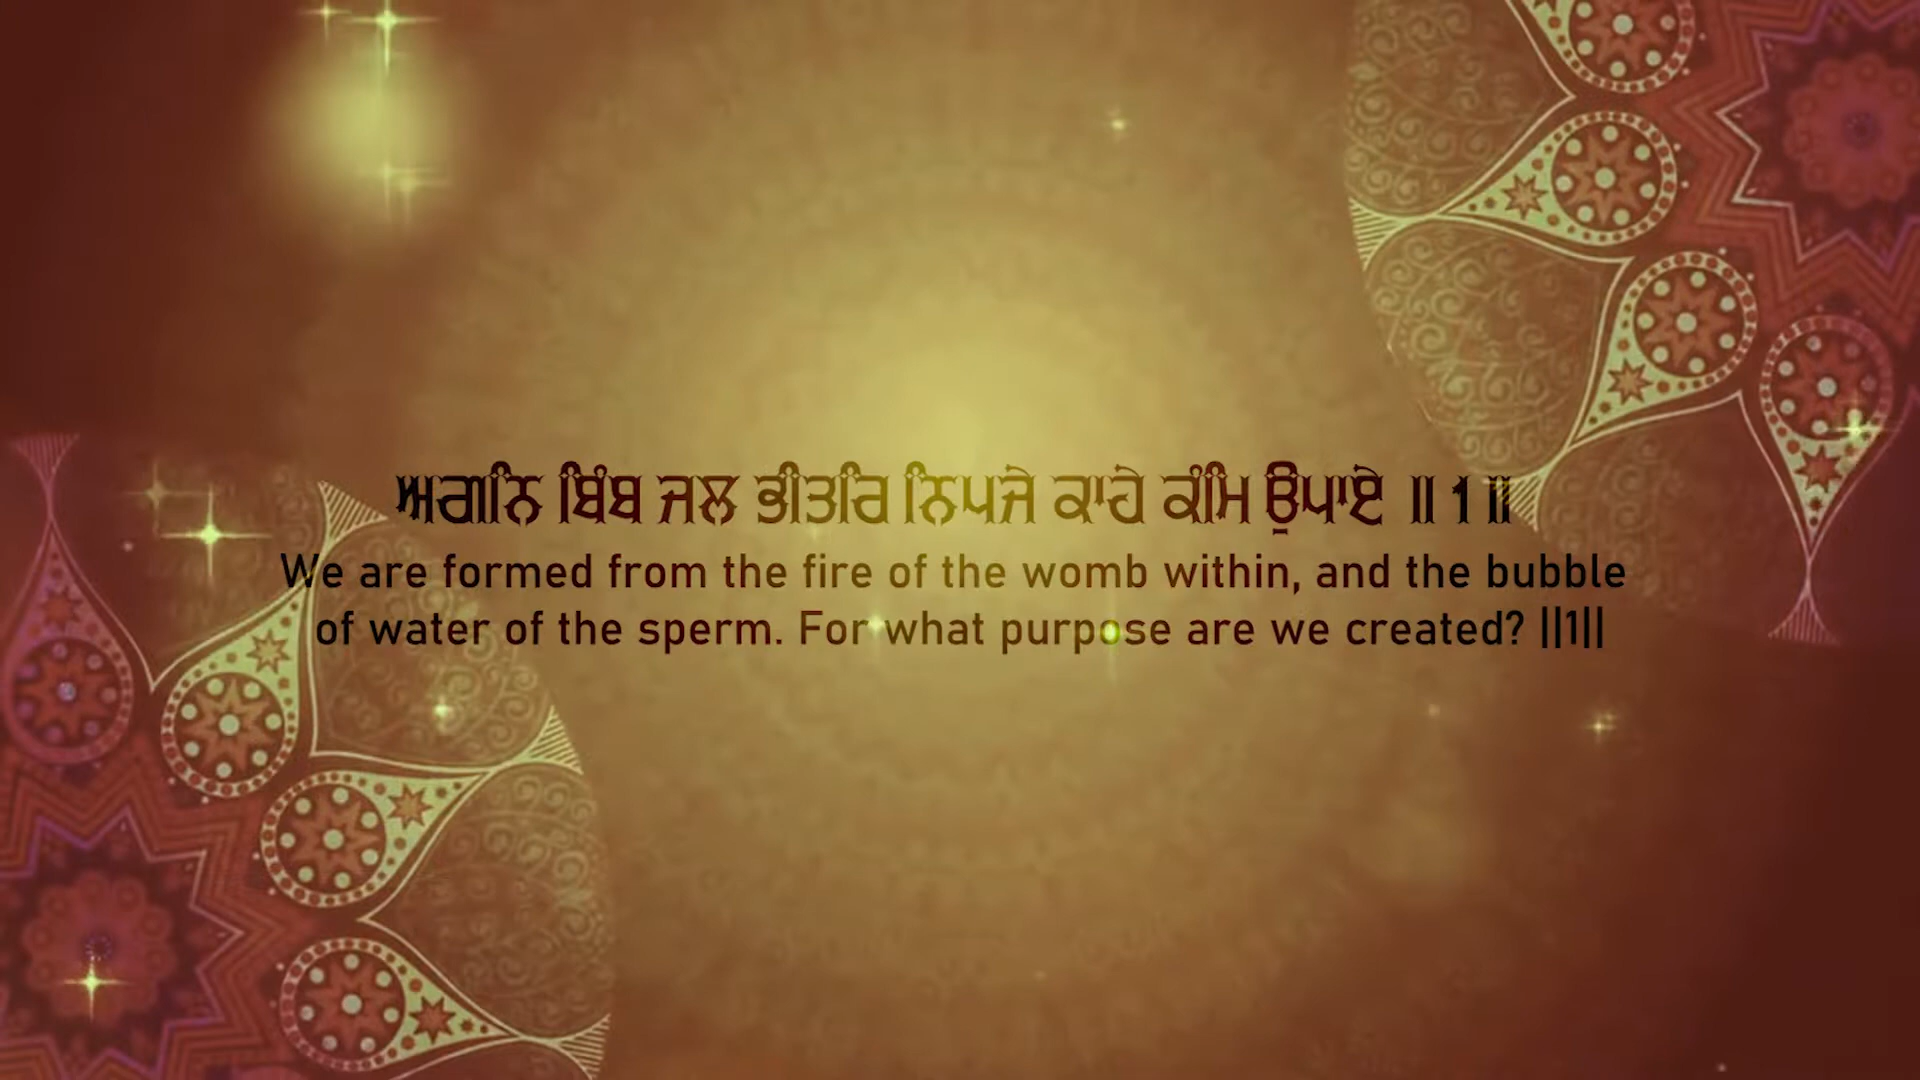 ਅਗਨਿ ਬਿੰਬ ਜਲ ਭੀਤਰਿ ਨਿਪਜੇ ਕਾਹੇ ਕੰਮਿ ਉਪਾਏ ॥ 1 ॥
We are formed from the fire of the womb within, and the bubble
of water of the sperm. For what purpose are we created? ||1||